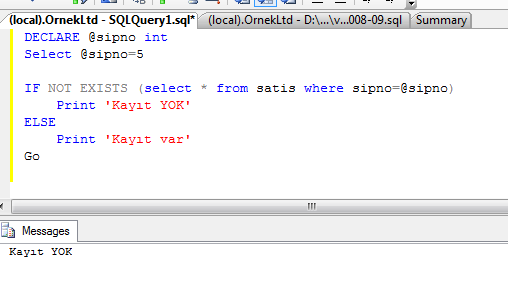 (local).OrnekLtd - SQLQuery1.sql* (local).OrnekLtd - D:\...\v...008-09.sql Summary
DECLARE @sipno int
Select @sipno=5
IF NOT EXISTS (select * from satis where sipno=@sipno)
Print 'Kayıt YOK'
ELSE
Print 'Kayıt var'
Go
Messages
Kayıt YOK